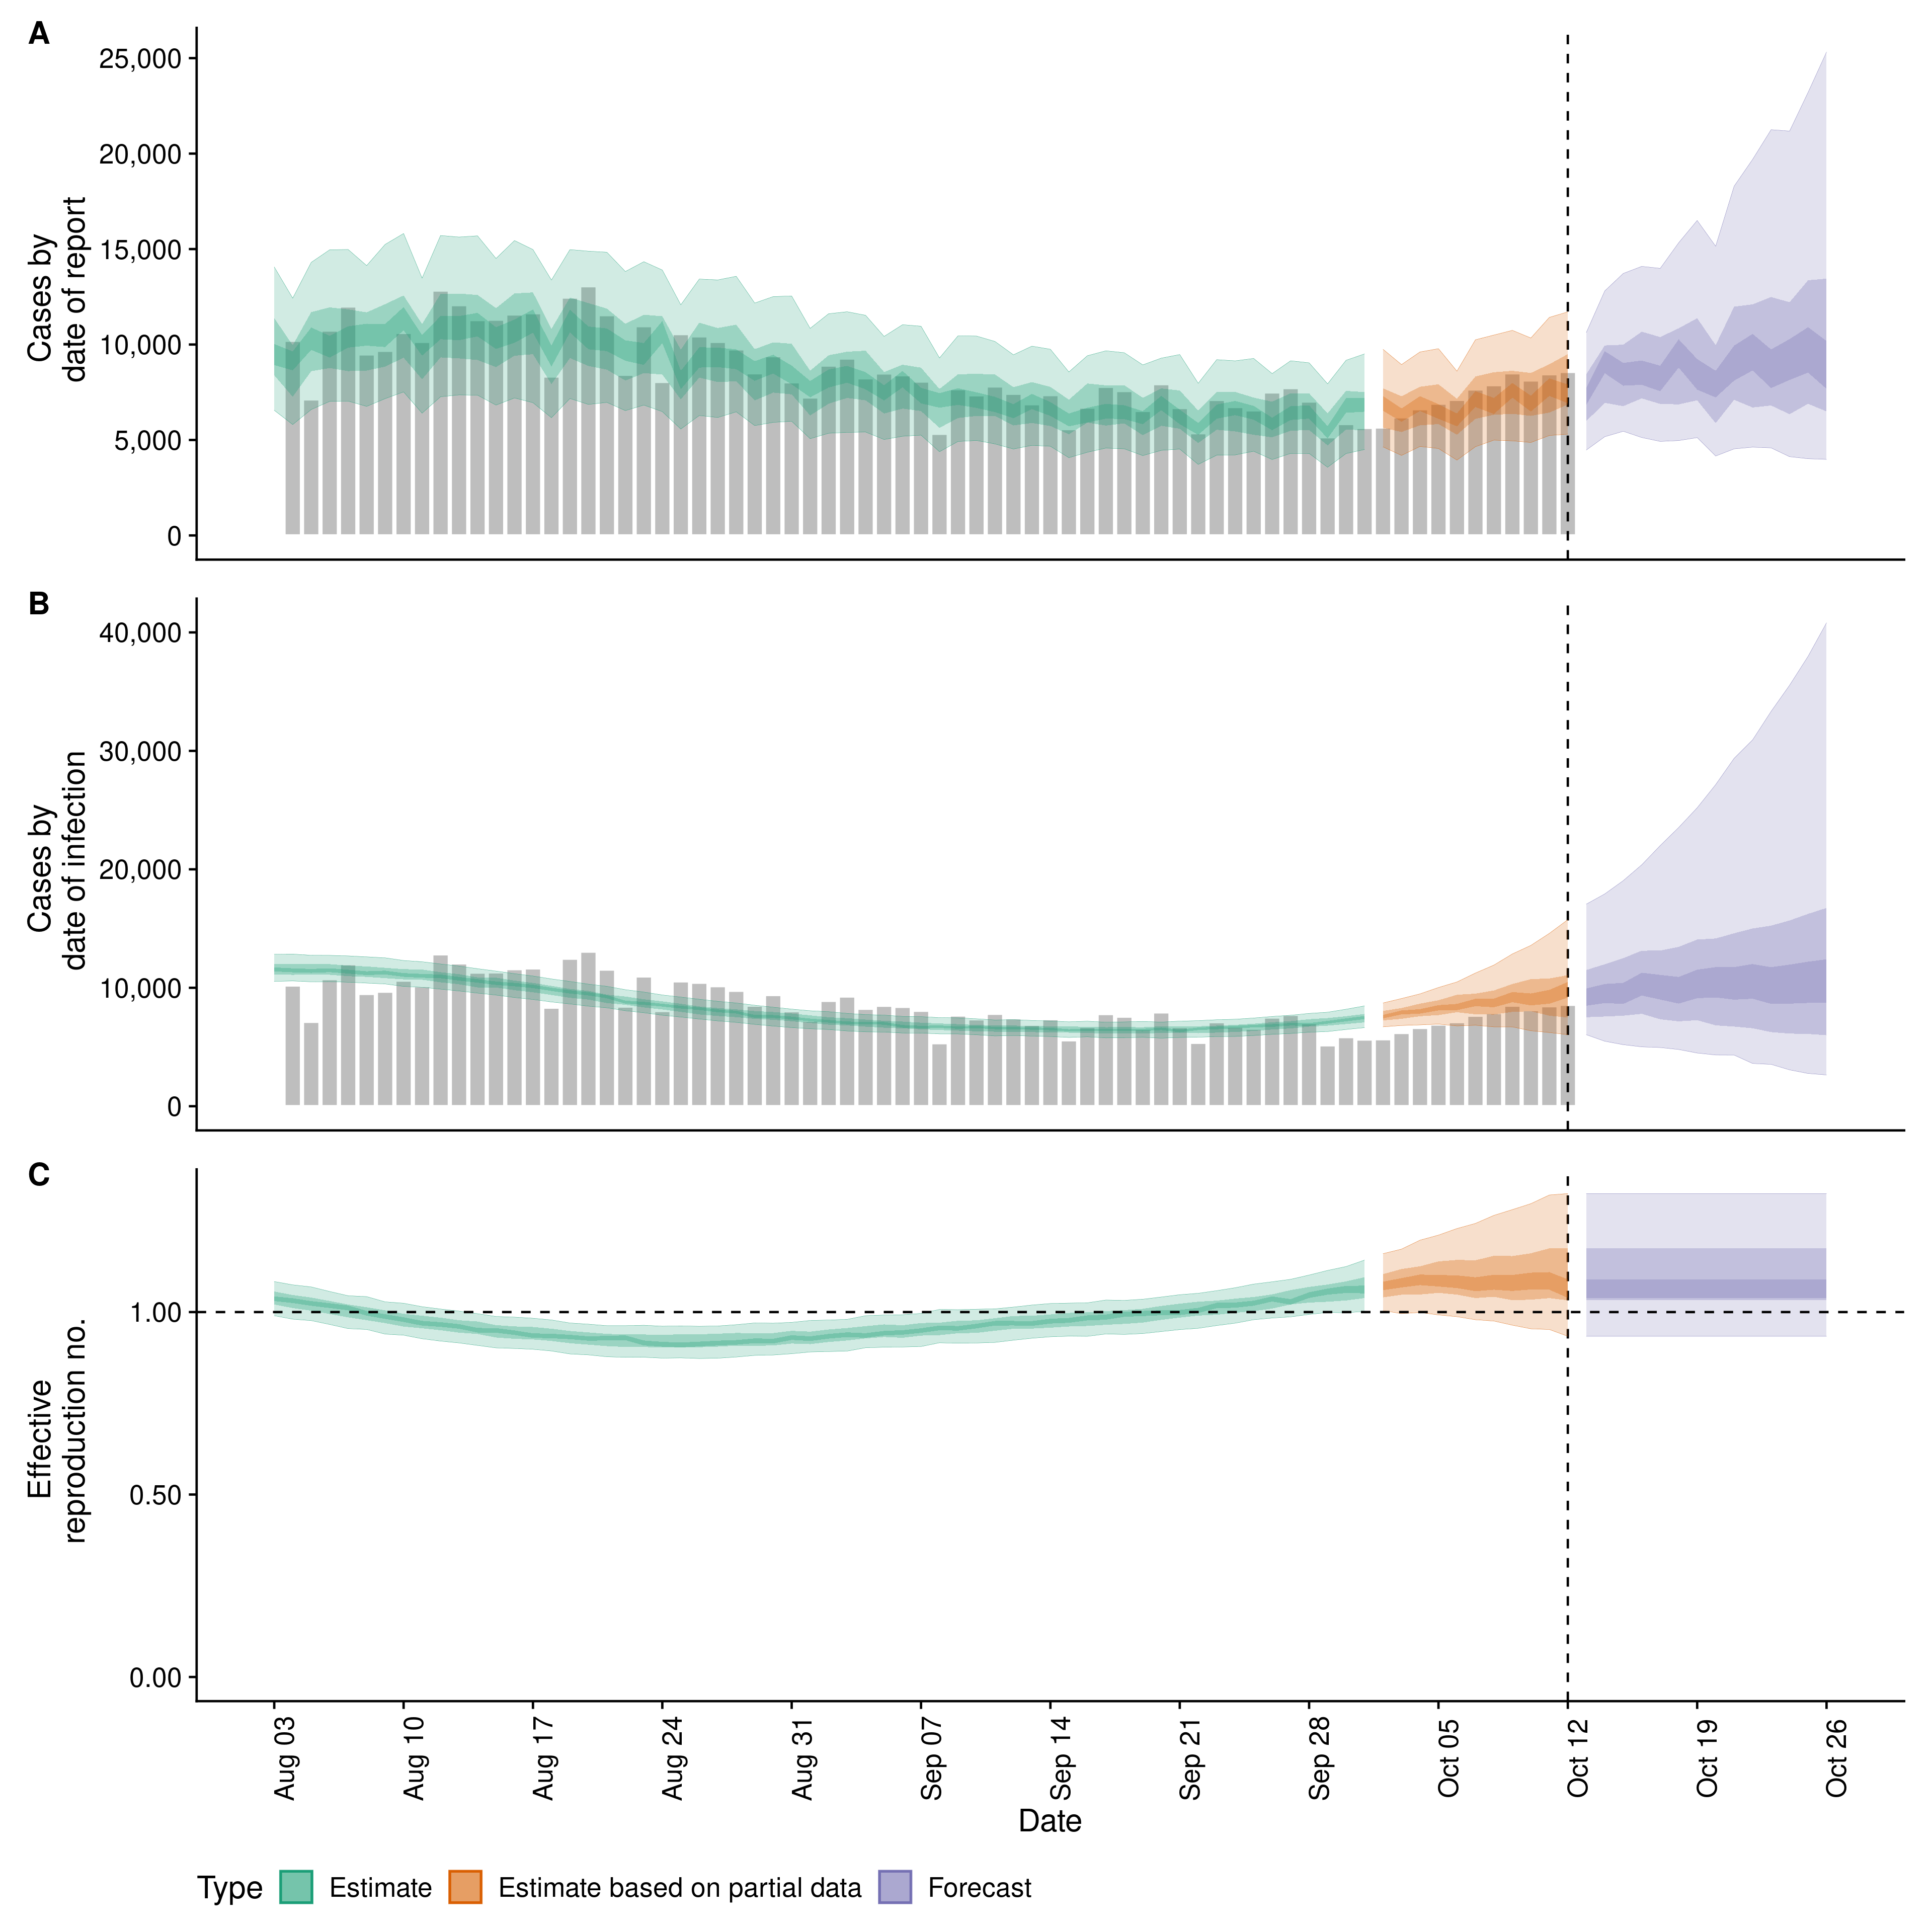 A
25,000
20,000
15,000
10,000
5,000
0
Cases by
date of report
B
40,000
30,000
20,000
10,000
0
Cases by
date of infection
C
1.00
0.50
0.00
Effective
reproduction no.
Aug 03
Aug 10
Aug 17
Aug 24
Aug 31
Sep 07
Sep 14
Sep 21
Sep 28
Oct 05
Oct 12
Oct 19
Oct 26
Date
Type
Estimate
Estimate based on partial data
Forecast